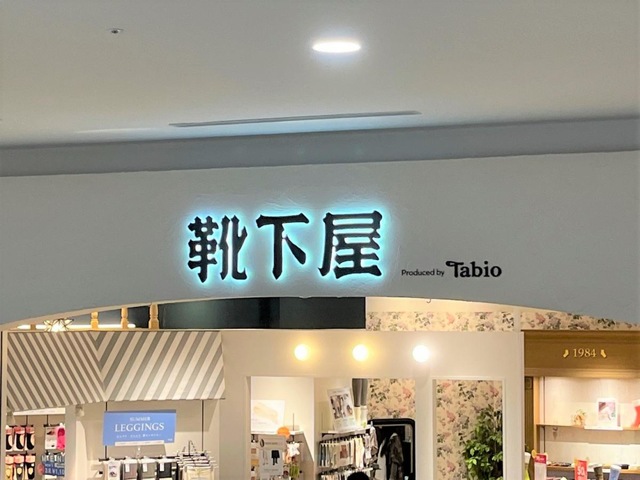 靴下屋
Produced by Tabio
1984
SUMMER
LEGGINGS